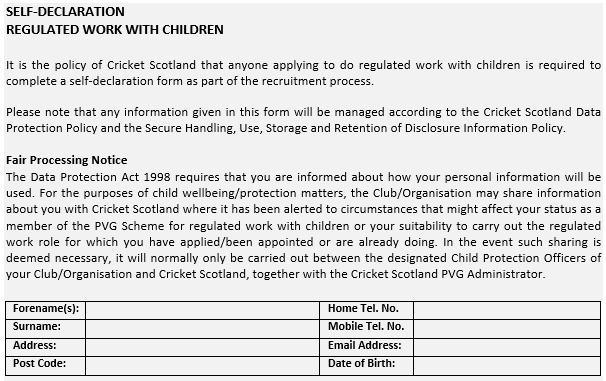 SELF-DECLARATION
REGULATED WORK WITH CHILDREN
It is the policy of Cricket Scotland that anyone applying to do regulated work with children is required to
complete a self-declaration form as part of the recruitment process.
Please note that any information given in this form will be managed according to the Cricket Scotland Data
Protection Policy and the Secure Handling, Use, Storage and Retention of Disclosure Information Policy.
Fair Processing Notice
The Data Protection Act 1998 requires that you are informed about how your personal information will be
used. For the purposes of child wellbeing/protection matters, the Club/Organisation may share information
about you with Cricket Scotland where it has been alerted to circumstances that might affect your status as a
member of the PVG Scheme for regulated work with children or your suitability to carry out the regulated
work role for which you have applied/been appointed or are already doing. In the event such sharing is
deemed necessary, it will normally only be carried out between the designated Child Protection Officers of
your Club/Organisation and Cricket Scotland, together with the Cricket Scotland PVG Administrator.
Forename(s): Home Tel. No.
Surname: Mobile Tel. No.
Address: Email Address:
Post Code: Date of Birth: